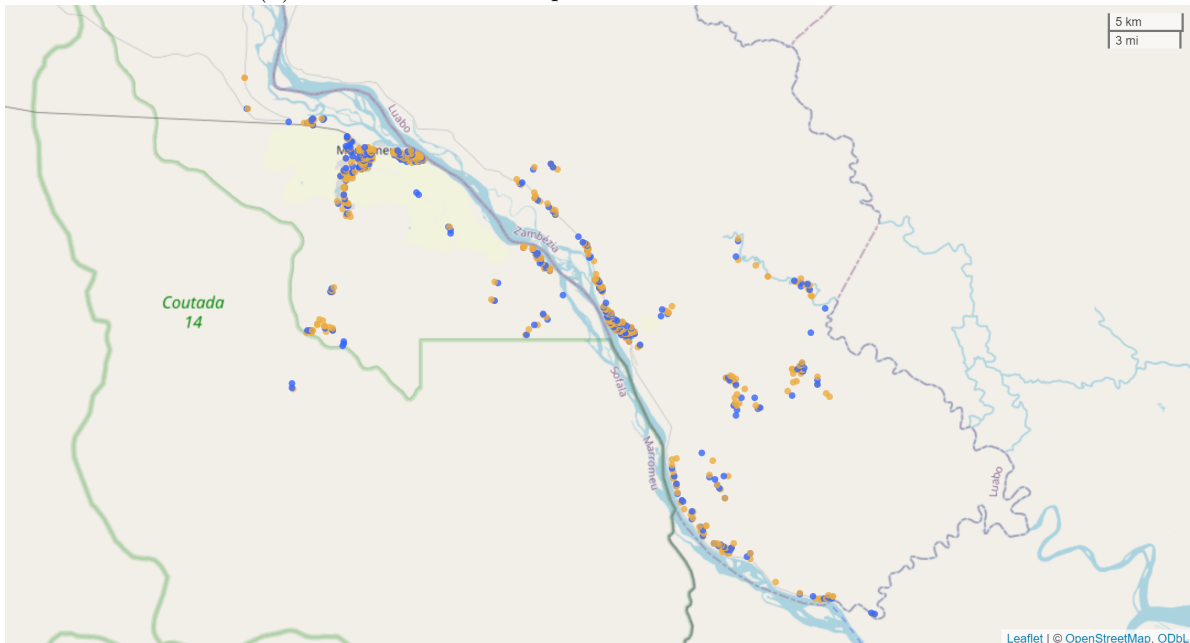 5 km
3 mi
Luabo
Zambézia
Coutada
14
Sofala
Marromeu
Luabo
Leaflet | © OpenStreetMap, ODbL